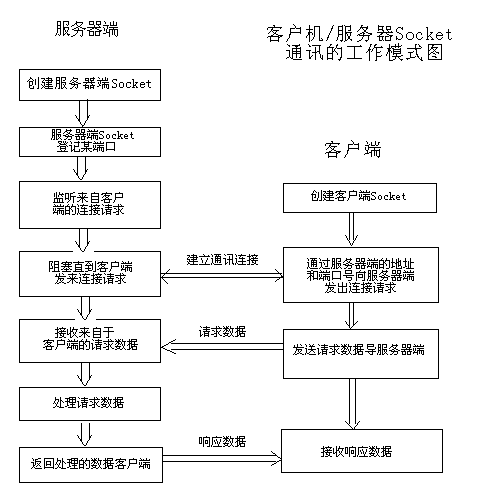 服务器端
客户机/服务器Socket
通讯的工作模式图
创建服务器端Socket
服务器端Socket
登记某端口
监听来自客户
端的连接请求
阻塞直到客户端
发来连接请求
接收来自于
客户端的请求数据
处理请求数据
返回处理的数据客户端
建立通讯连接
请求数据
响应数据
客户端
创建客户端Socket
通过服务器端的地址
和端口号向服务器端
发出连接请求
发送请求数据导服务器端
接收响应数据